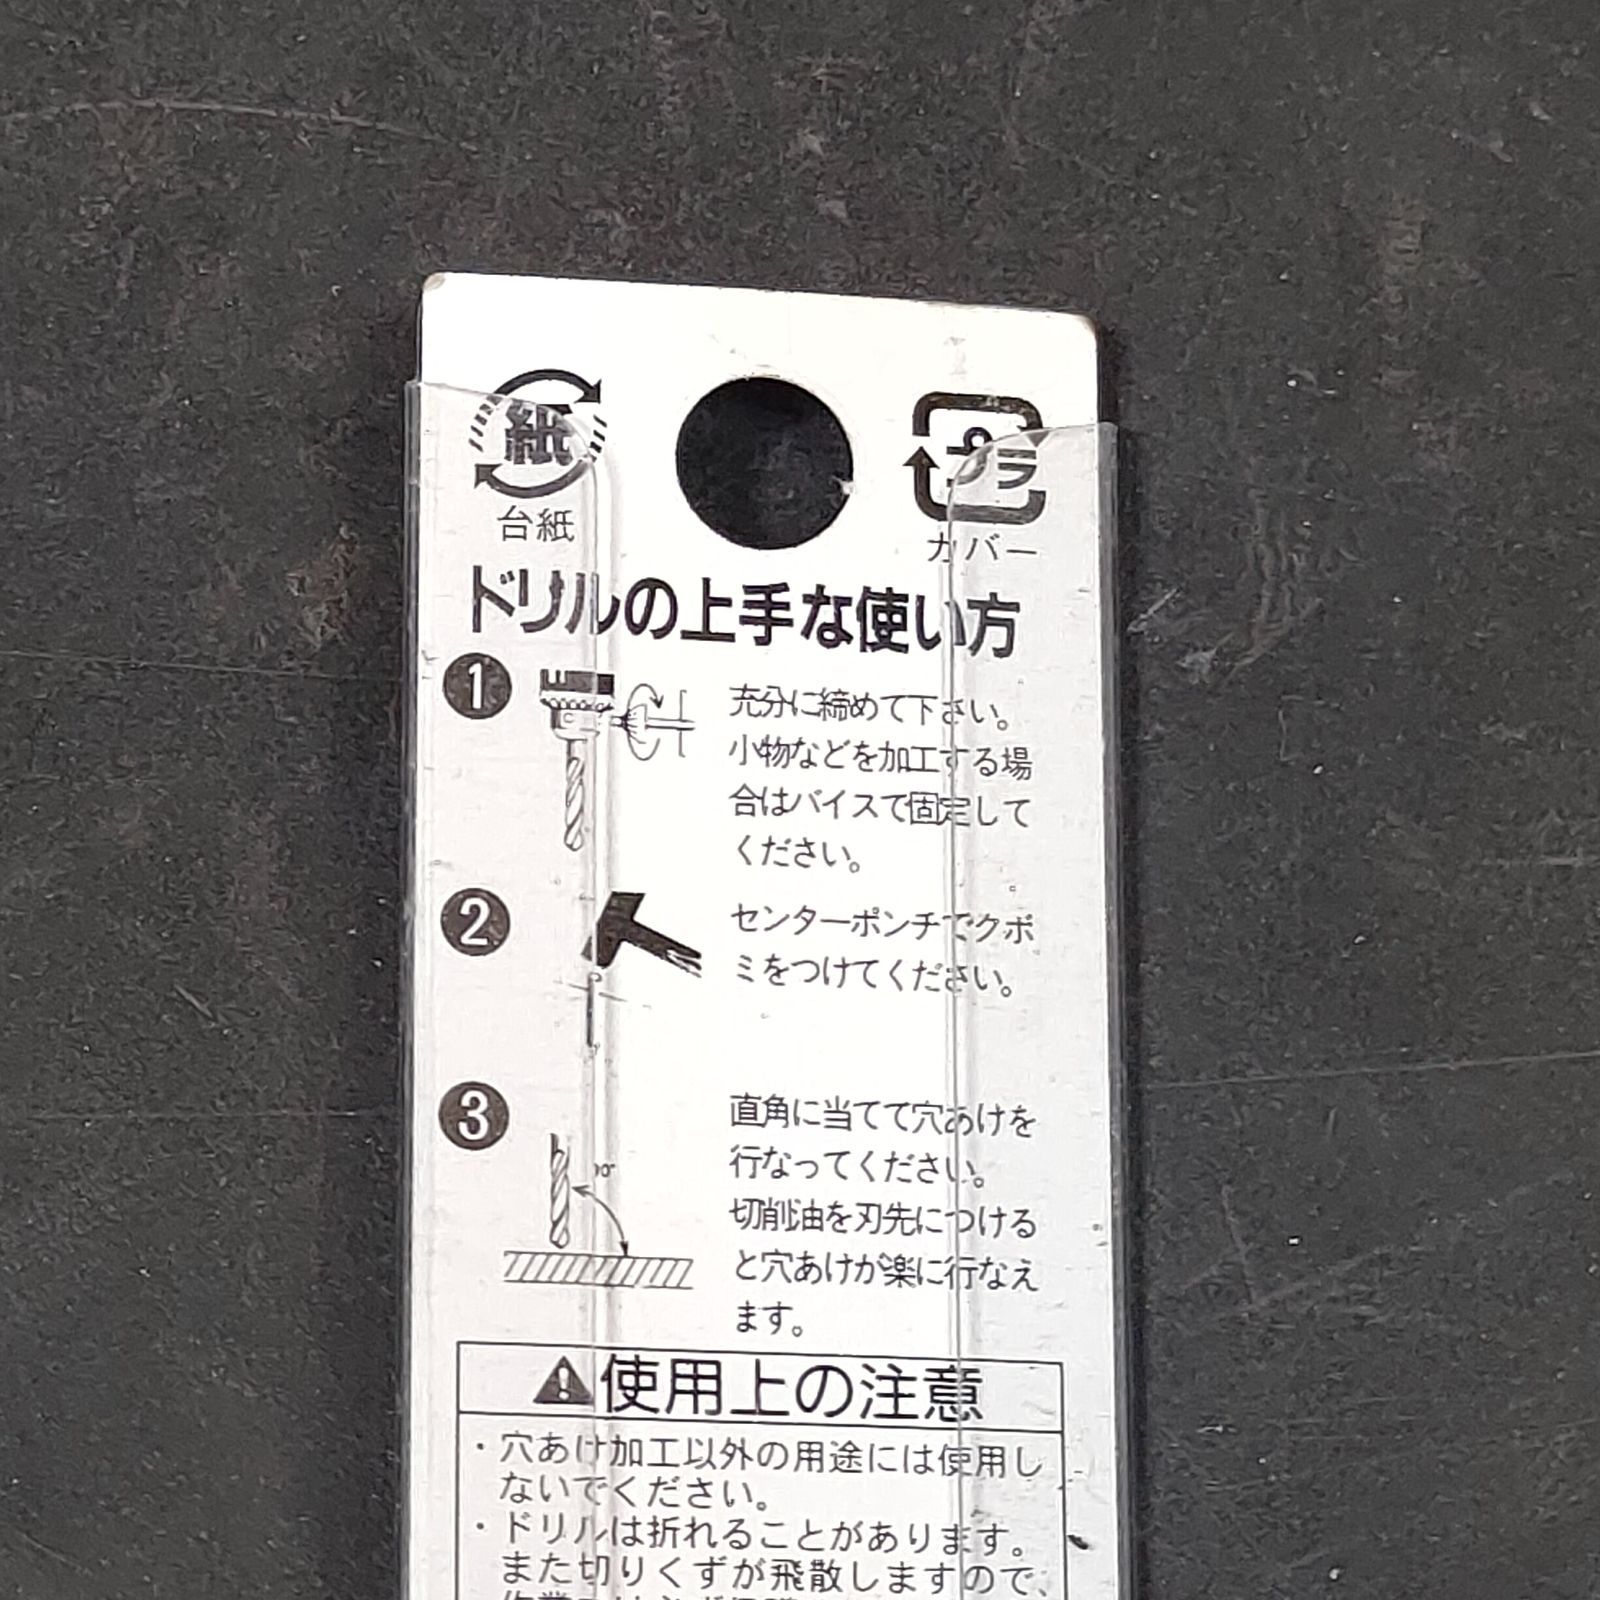 紙
プラ
台紙
カバー
ドリルの上手な使い方
1
充分に締めて下さい。
小物などを加工する場
合はバイスで固定して
ください。
2
センターポンチでクボ
ミをつけてください。
3
直角に当てて穴あけを
行なってください。
90°
切削油を刃先につける
と穴あけが楽に行なえ
ます。
使用上の注意
・穴あけ加工以外の用途には使用し
ないでください。
・ドリルは折れることがあります。
また切りくずが飛散しますので、